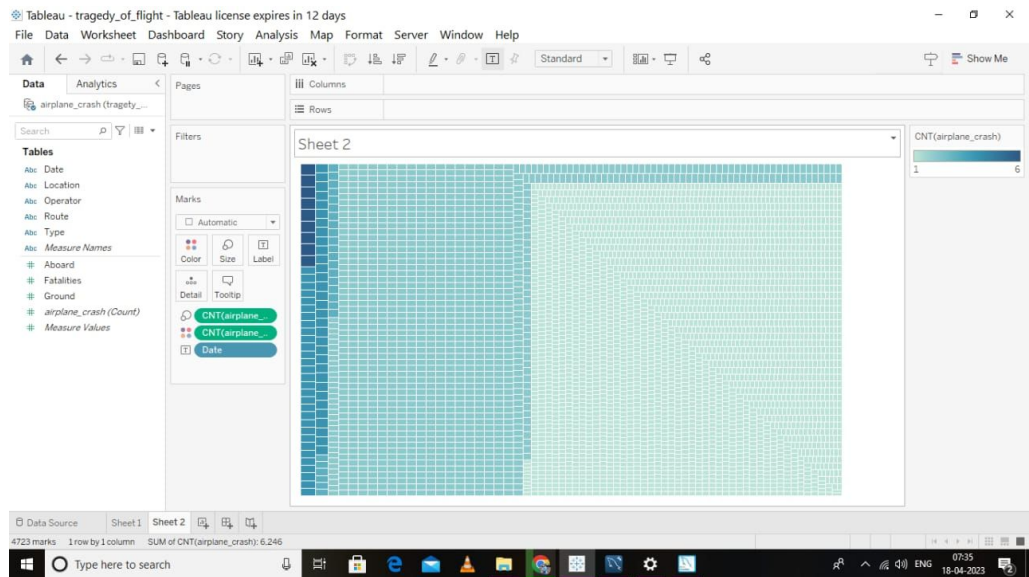 Tableau - tragedy_of_flight - Tableau license expires in 12 days
File Data Worksheet Dashboard Story Analysis Map Format Server Window Help
Standard
Show Me
Data Analytics
airplane_crash (tragety_...
Search
Tables
Abc Date
Abc Location
Abc Operator
Abc Route
Abc Type
Abc Measure Names
# Aboard
# Fatalities
# Ground
# airplane_crash (Count)
# Measure Values
Pages
Filters
Marks
Automatic
Color Size Label
Detail Tooltip
CNT(airplane_..
CNT(airplane_..
Date
Columns
Rows
Sheet 2
CNT(airplane_crash)
1 6
Data Source Sheet 1 Sheet 2
4723 marks 1 row by 1 column SUM of CNT(airplane_crash): 6,246
Type here to search
ENG
07:35
18-04-2023
2